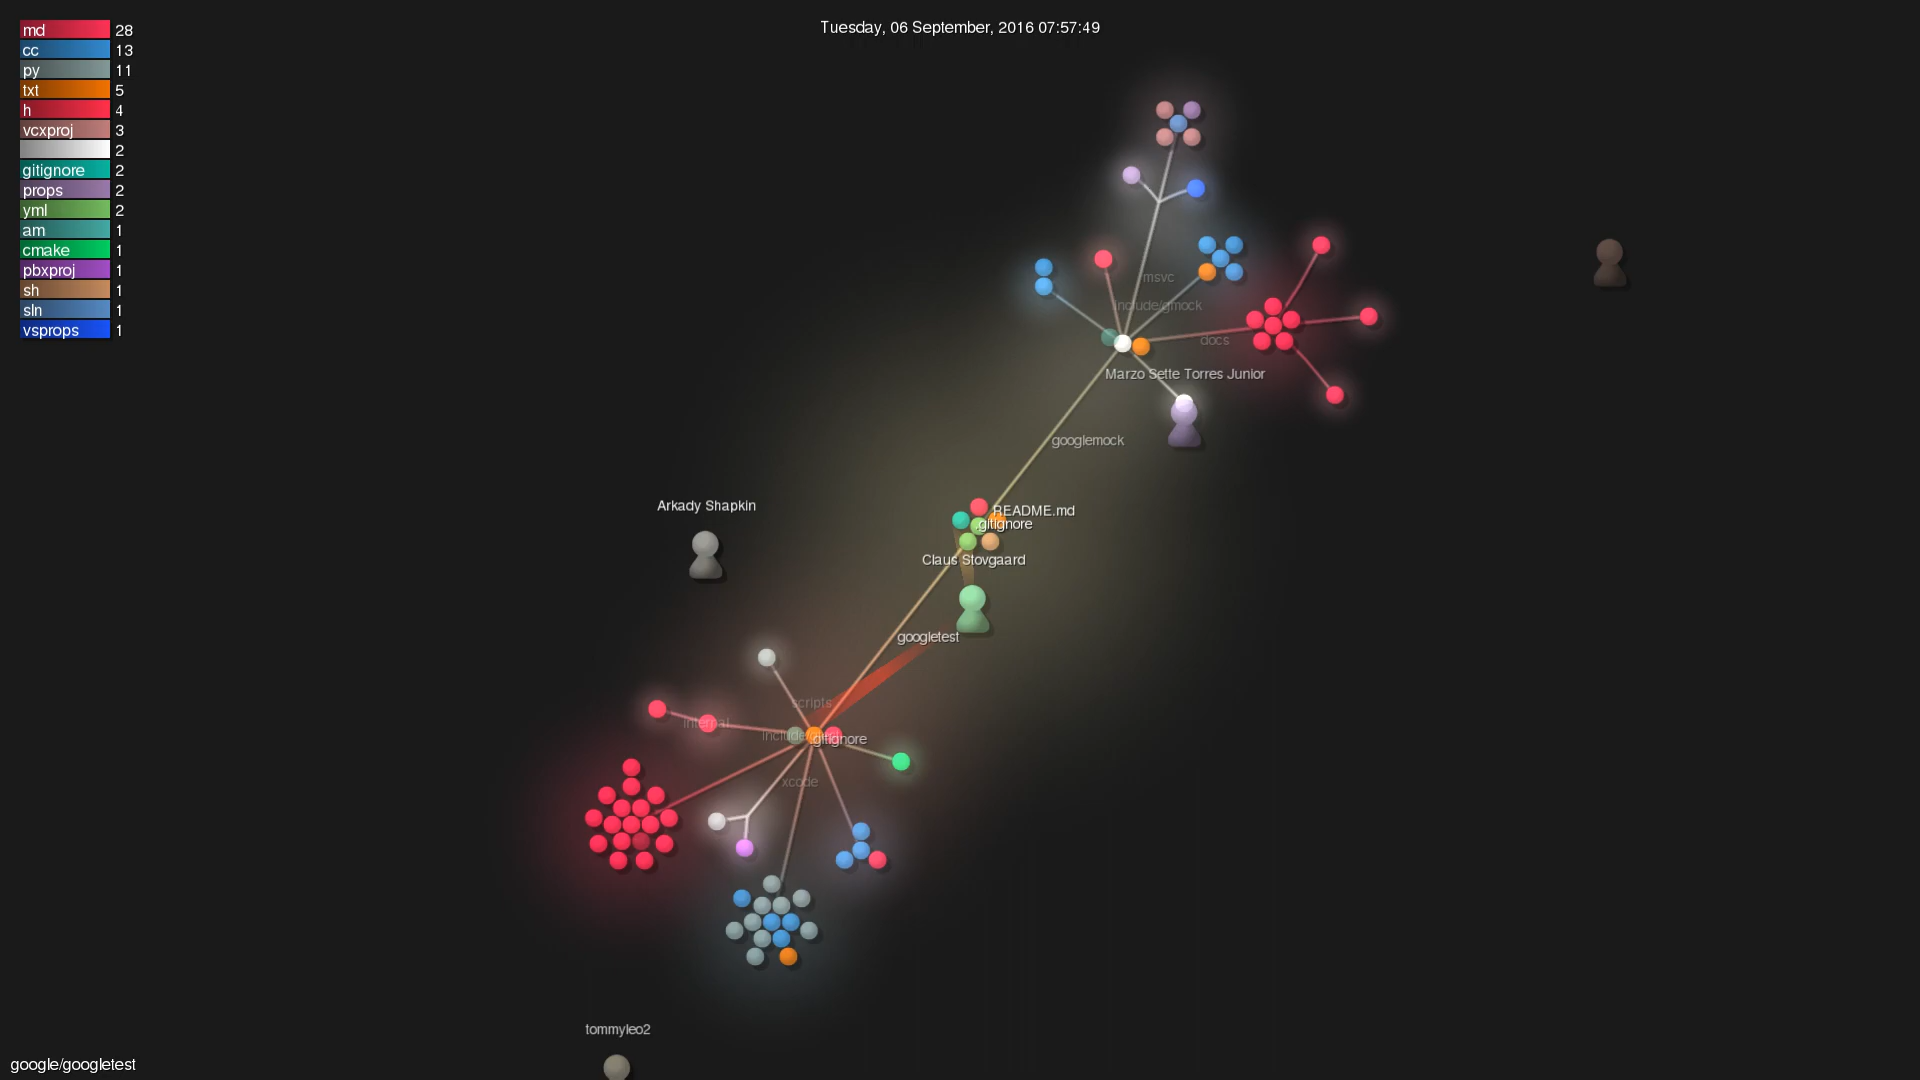 Tuesday, 06 September, 2016 07:57:49
md 28
cc 13
py 11
txt 5
h 4
vcxproj 3
2
gitignore 2
props 2
yml 2
am 1
cmake 1
pbxproj 1
sh 1
sln 1
vsprops 1
msvc
include/gmock
docs
Marzo Sette Torres Junior
googlemock
Arkady Shapkin
README.md
.gitignore
Claus Stovgaard
googletest
scripts
internal
.gitignore
xcode
tommyleo2
google/googletest